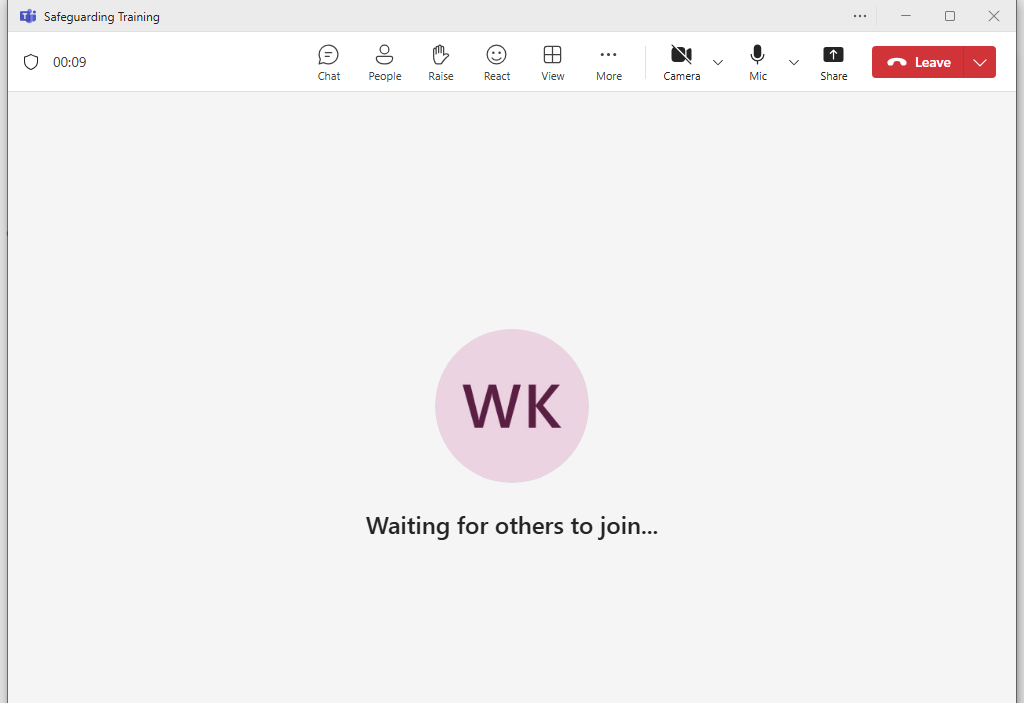 Safeguarding Training
00:09
Chat People Raise React View More Camera Mic Share Leave
WK
Waiting for others to join...